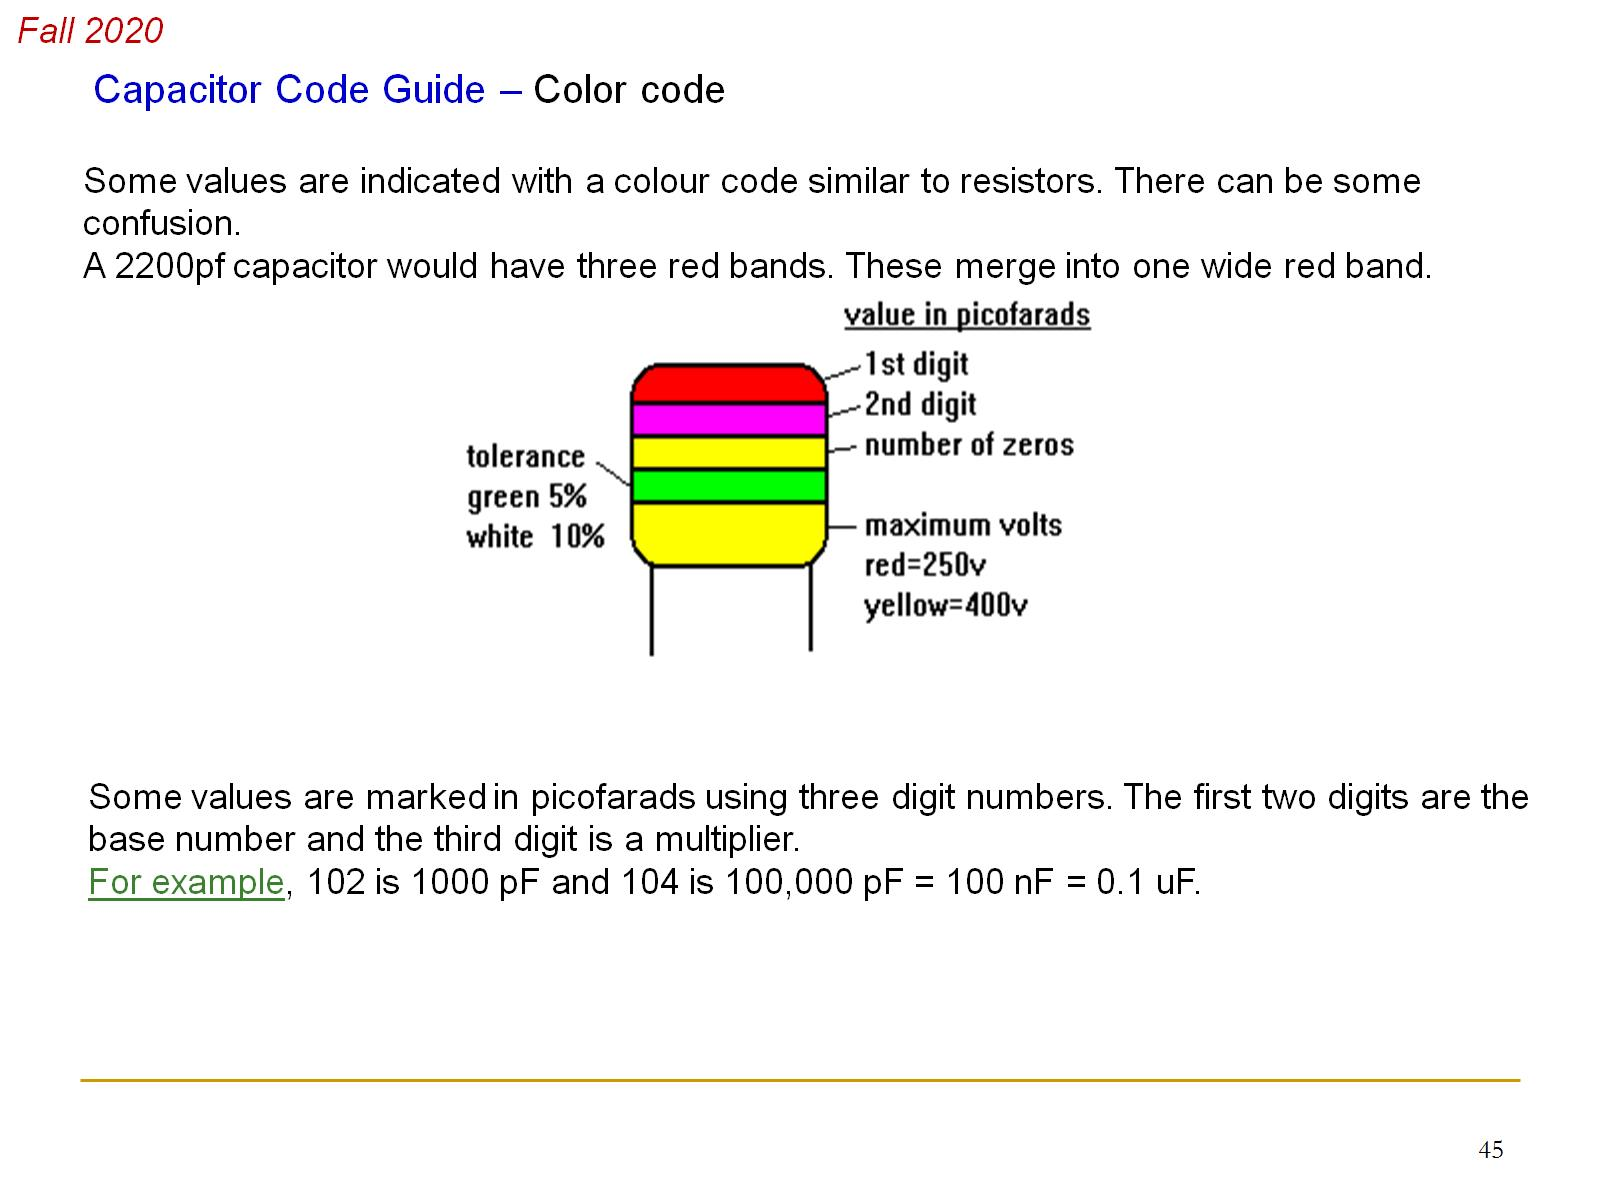 Fall 2020
Capacitor Code Guide – Color code
Some values are indicated with a colour code similar to resistors. There can be some
confusion.
A 2200pf capacitor would have three red bands. These merge into one wide red band.
value in picofarads
1st digit
2nd digit
number of zeros
tolerance
green 5%
white 10%
maximum volts
red=250v
yellow=400v
Some values are marked in picofarads using three digit numbers. The first two digits are the
base number and the third digit is a multiplier.
For example, 102 is 1000 pF and 104 is 100,000 pF = 100 nF = 0.1 uF.
45